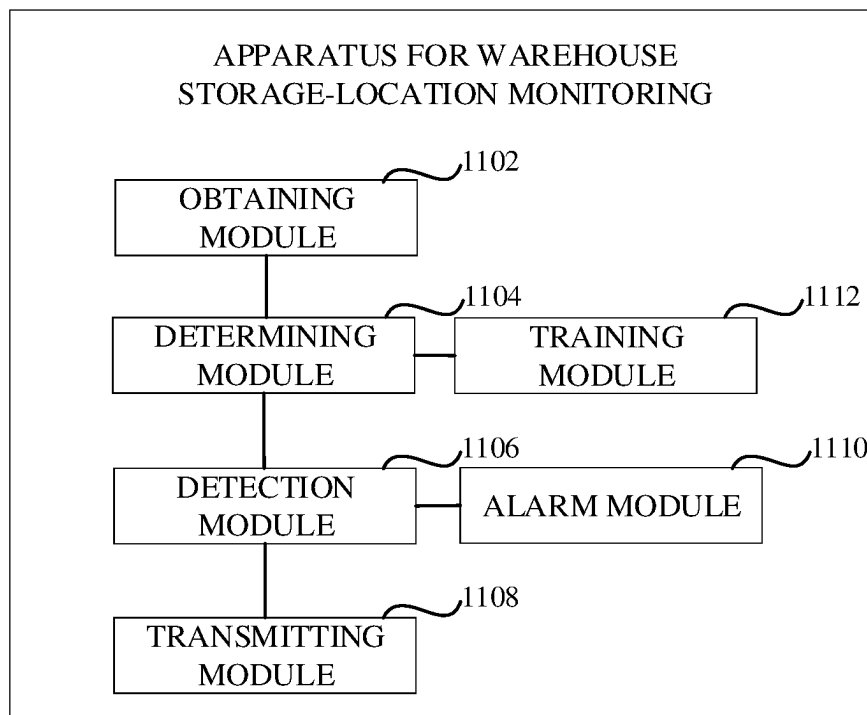 APPARATUS FOR WAREHOUSE
STORAGE-LOCATION MONITORING
1102
OBTAINING
MODULE
1104
DETERMINING
MODULE
1112
TRAINING
MODULE
1106
DETECTION
MODULE
1110
ALARM MODULE
1108
TRANSMITTING
MODULE